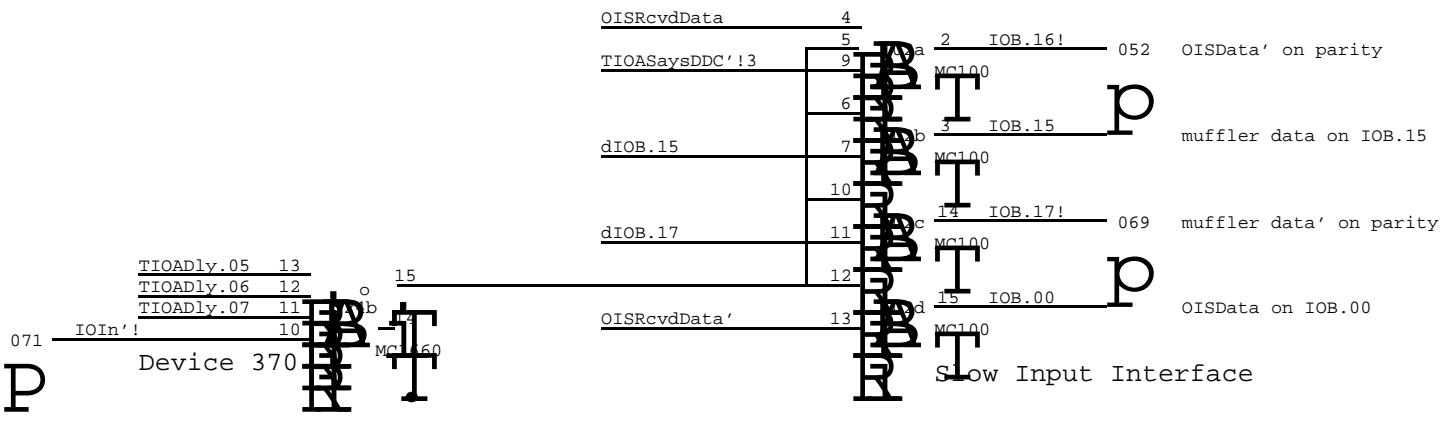 OISRcvdData 4
5
TIOASaysDDC'!3 9
2 IOB.16! 052 OISData' on parity
MC100
T
p
6
dIOB.15 7
3 IOB.15 muffler data on IOB.15
MC100
T
10
dIOB.17 11
14 IOB.17! 069 muffler data' on parity
MC100
T
p
12
OISRcvdData' 13
15 IOB.00 OISData on IOB.00
MC100
T
Slow Input Interface
TIOADly.05 13
TIOADly.06 12
TIOADly.07 11
071 IOIn'! 10
15
o
14
T
P
Device 370